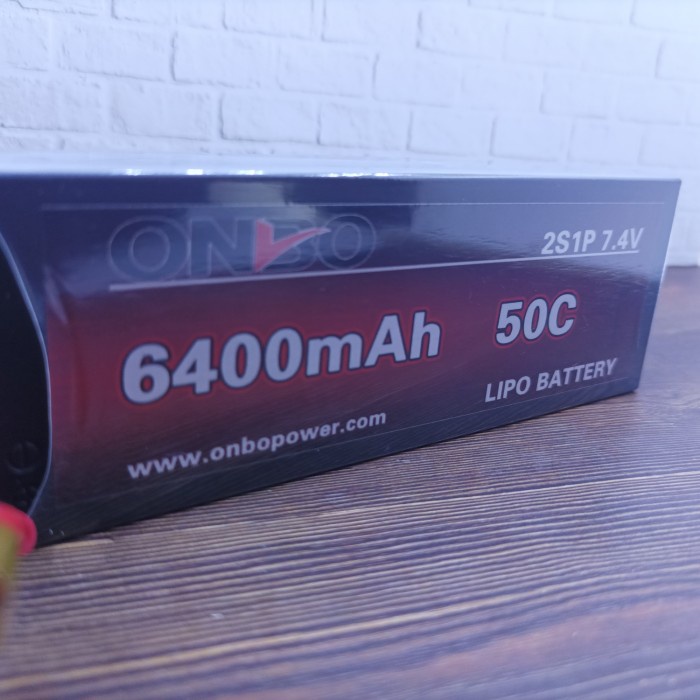 ONBO
2S1P 7.4V
6400mAh 50C
LIPO BATTERY
www.onbopower.com